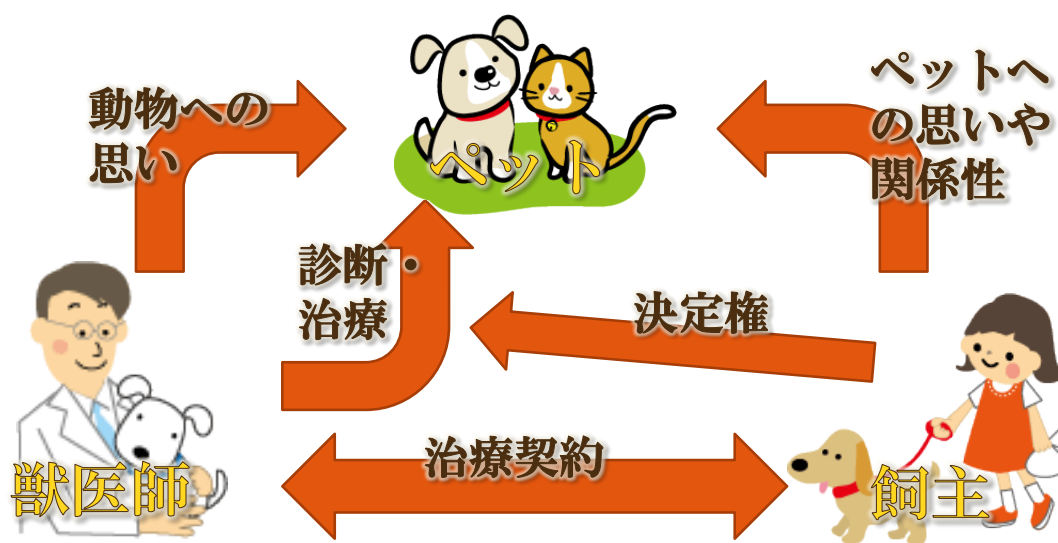 動物への
思い
ペット
ペットへ
の思いや
関係性
診断・
治療
決定権
治療契約
獣医師
飼主